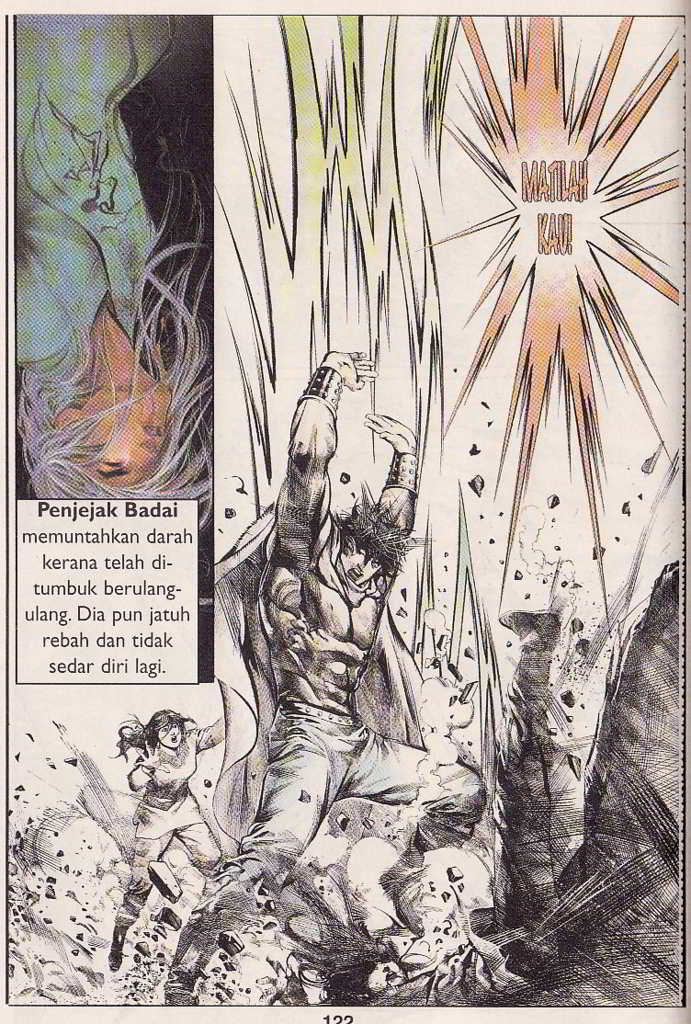 MATILAH
KAU!
Penjejak Badai
memuntahkan darah
kerana telah di-
tumbuk berulang-
ulang. Dia pun jatuh
rebah dan tidak
sedar diri lagi.
122